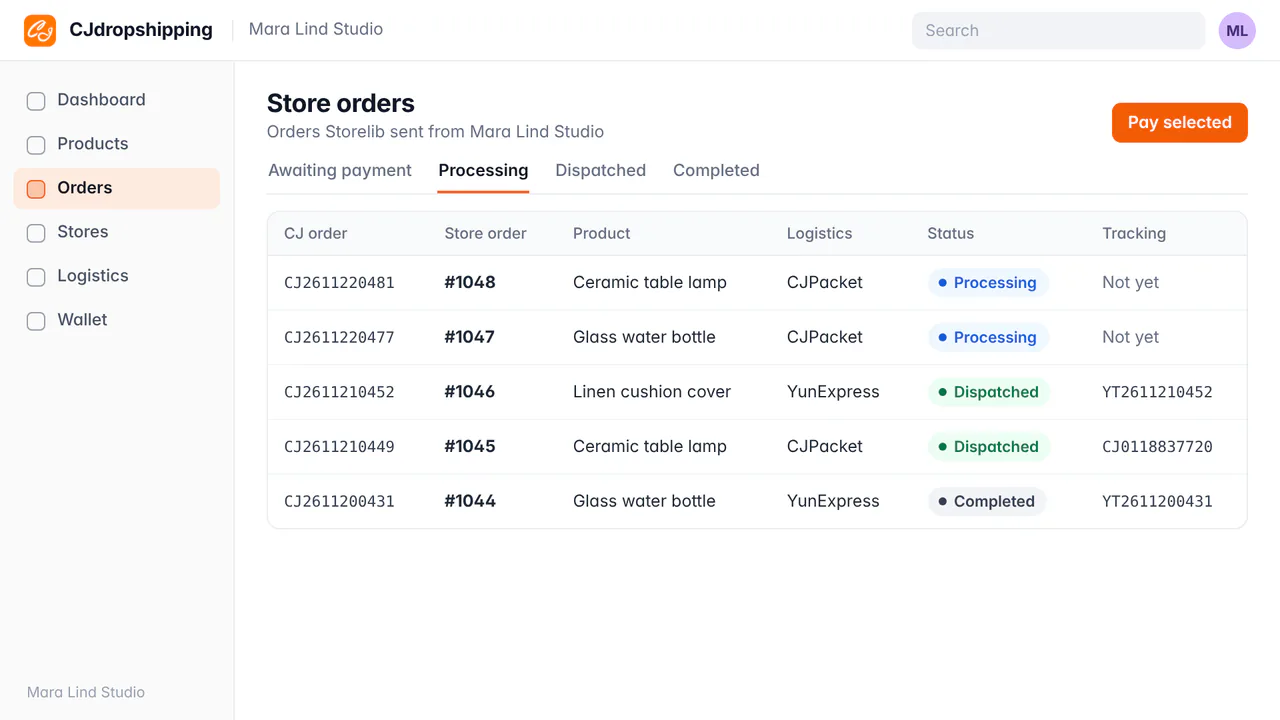 CJdropshipping
Mara Lind Studio
Search
ML
Dashboard
Products
Orders
Stores
Logistics
Wallet
Mara Lind Studio
Store orders
Orders Storelib sent from Mara Lind Studio
Pay selected
Awaiting payment Processing Dispatched Completed
CJ order Store order Product Logistics Status Tracking
CJ2611220481 #1048 Ceramic table lamp CJPacket Processing Not yet
CJ2611220477 #1047 Glass water bottle CJPacket Processing Not yet
CJ2611210452 #1046 Linen cushion cover YunExpress Dispatched YT2611210452
CJ2611210449 #1045 Ceramic table lamp CJPacket Dispatched CJ0118837720
CJ2611200431 #1044 Glass water bottle YunExpress Completed YT2611200431